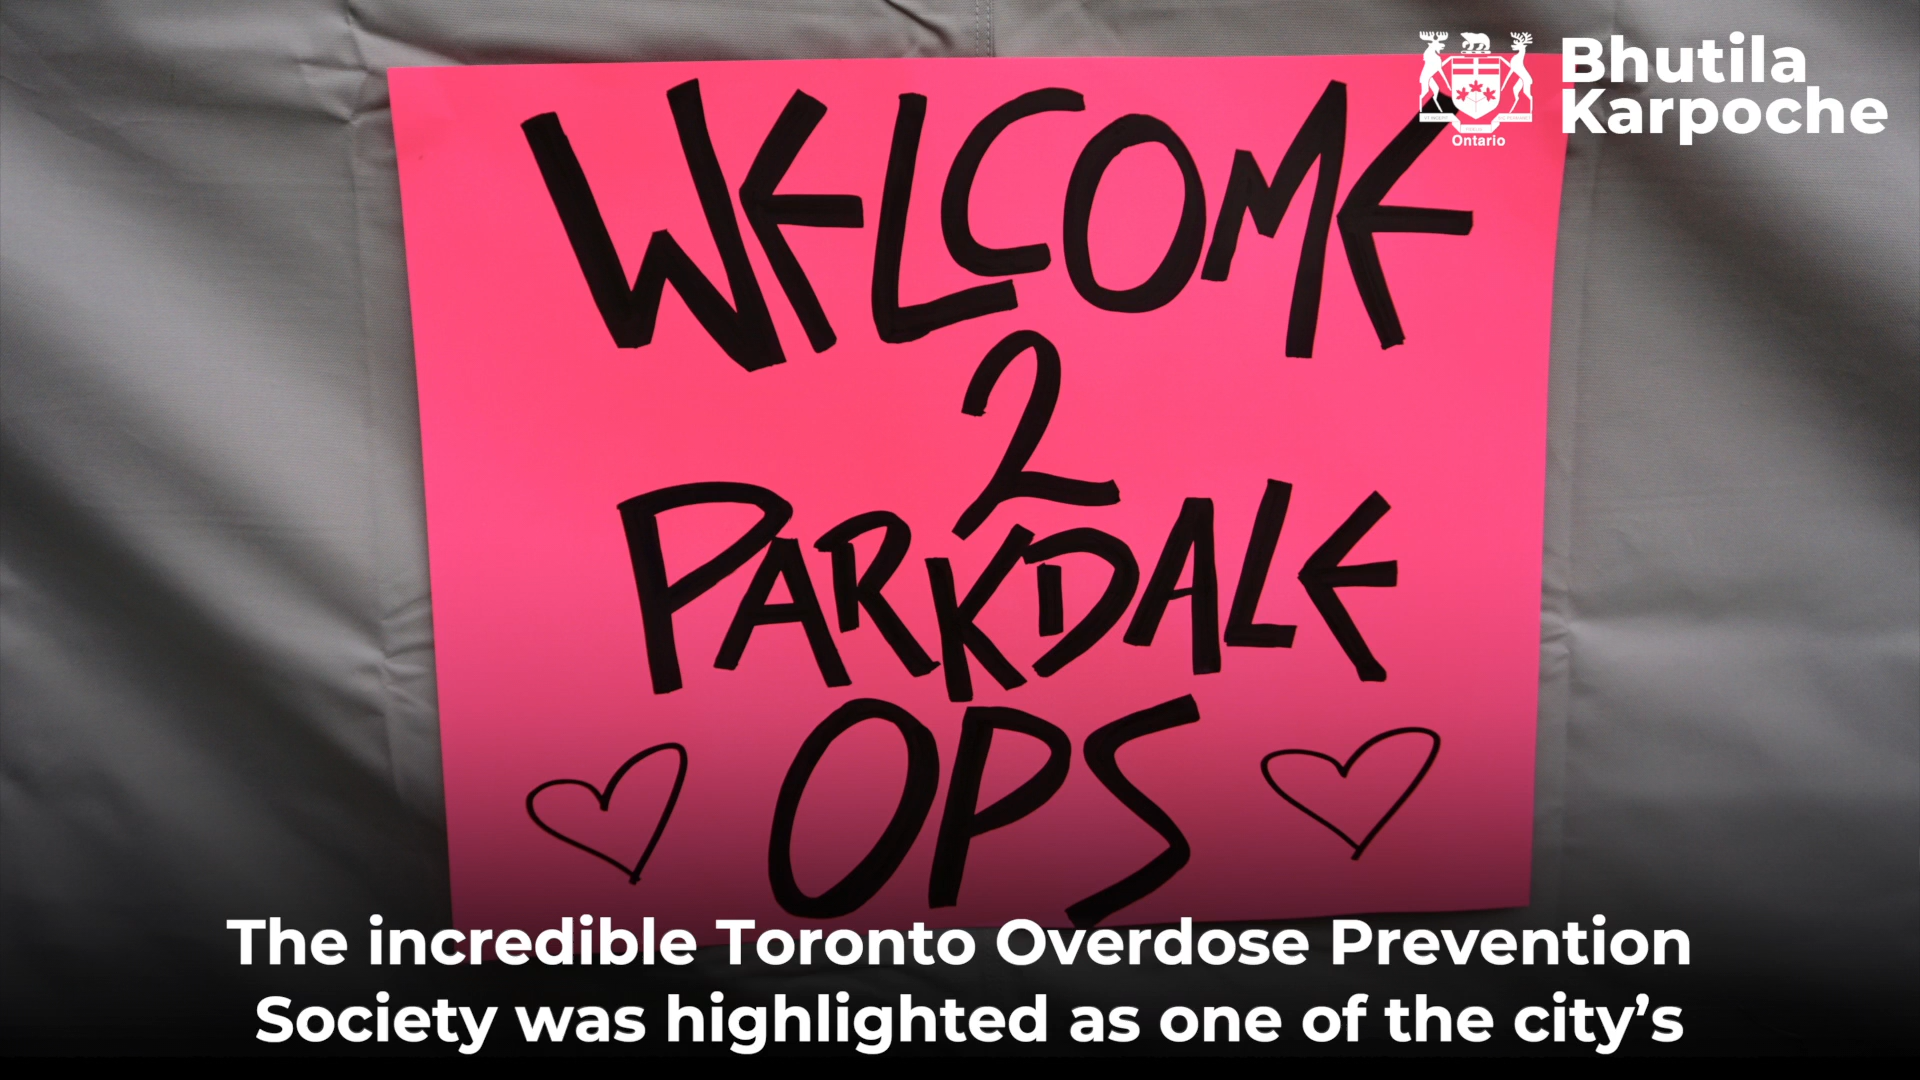 Bhutila
Karpoche
Ontario
WELCOME
2
PARKDALE
OPS
The incredible Toronto Overdose Prevention
Society was highlighted as one of the city’s